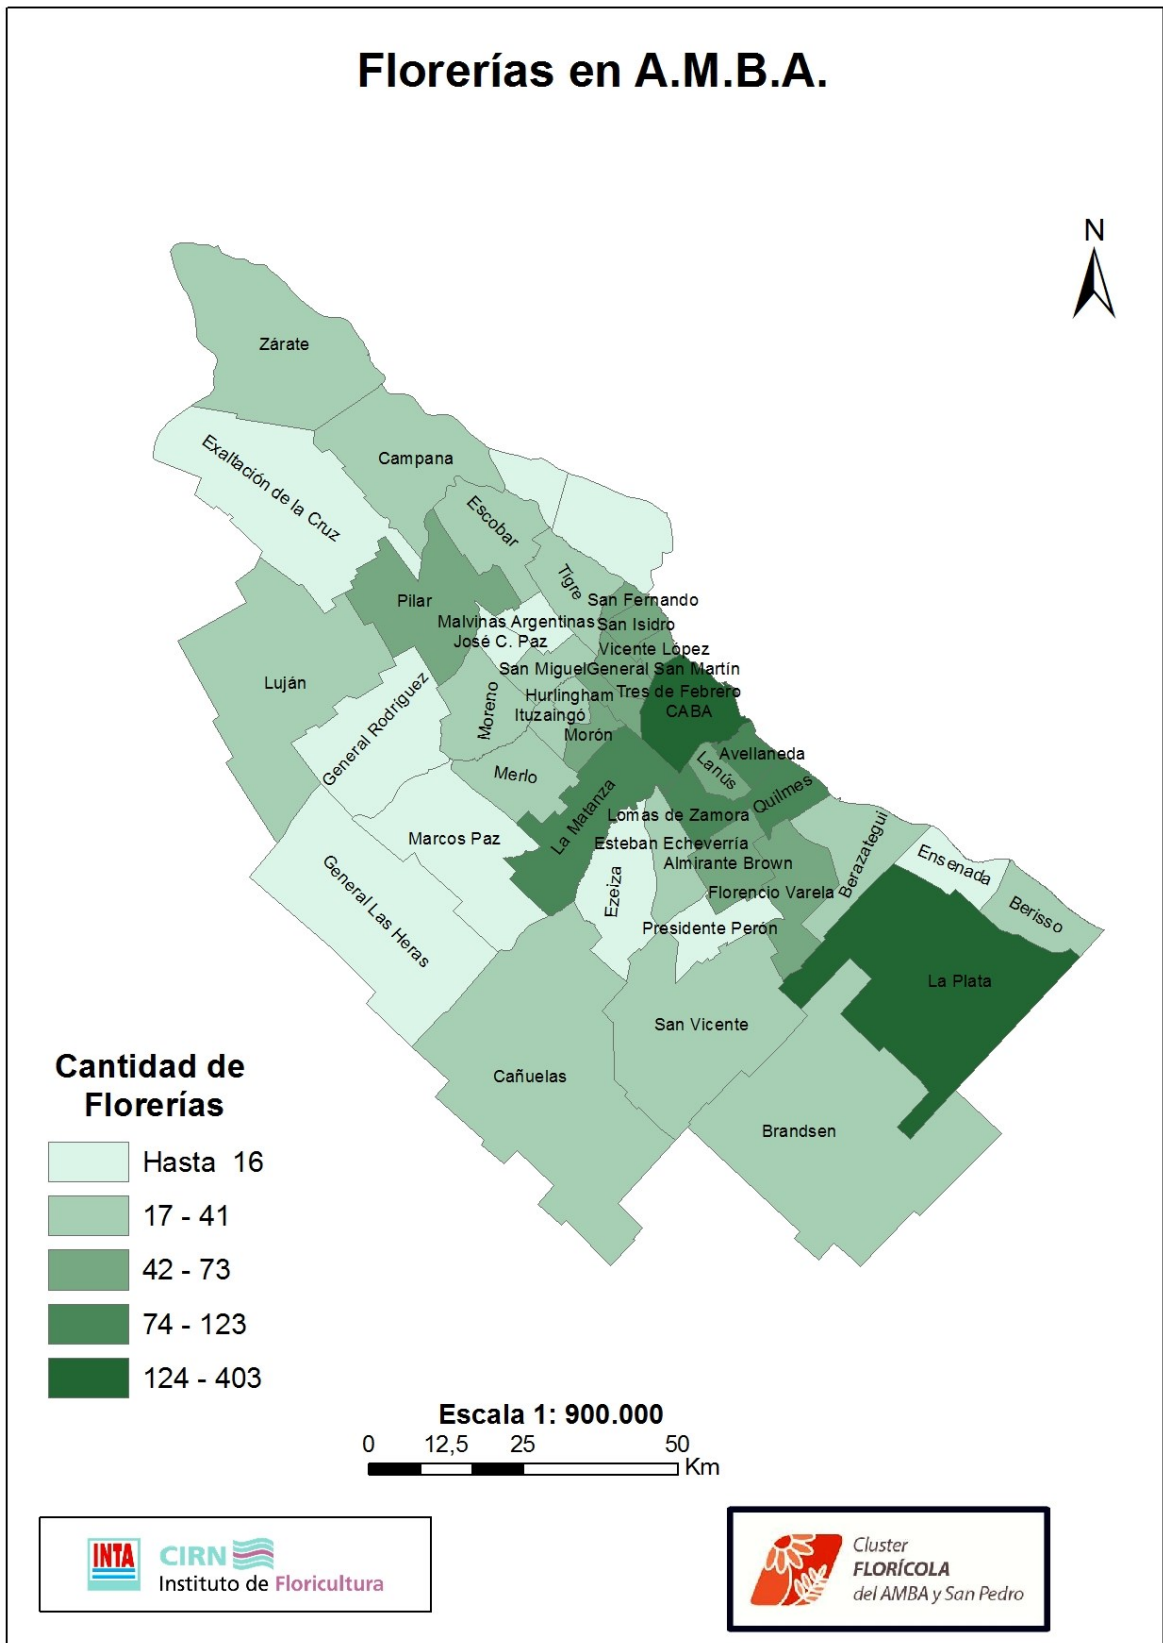 Florerías en A.M.B.A.
N
Zárate
Exaltación de la Cruz
Campana
Escobar
Tigre
San Fernando
Pilar
Malvinas Argentinas
San Isidro
José C. Paz
Vicente López
San Miguel
General San Martín
Luján
General Rodríguez
Moreno
Hurlingham
Tres de Febrero
Ituzaingó
CABA
Morón
Merlo
Avellaneda
Lanús
Quilmes
La Matanza
Lomas de Zamora
Marcos Paz
Esteban Echeverría
Almirante Brown
Berazategui
Ensenada
General Las Heras
Ezeiza
Florencio Varela
Berisso
Presidente Perón
La Plata
San Vicente
Cañuelas
Brandsen
Cantidad de
Florerías
Hasta 16
17 - 41
42 - 73
74 - 123
124 - 403
Escala 1: 900.000
0 12,5 25 50
Km
INTA
CIRN
Instituto de Floricultura
Cluster
FLORÍCOLA
del AMBA y San Pedro